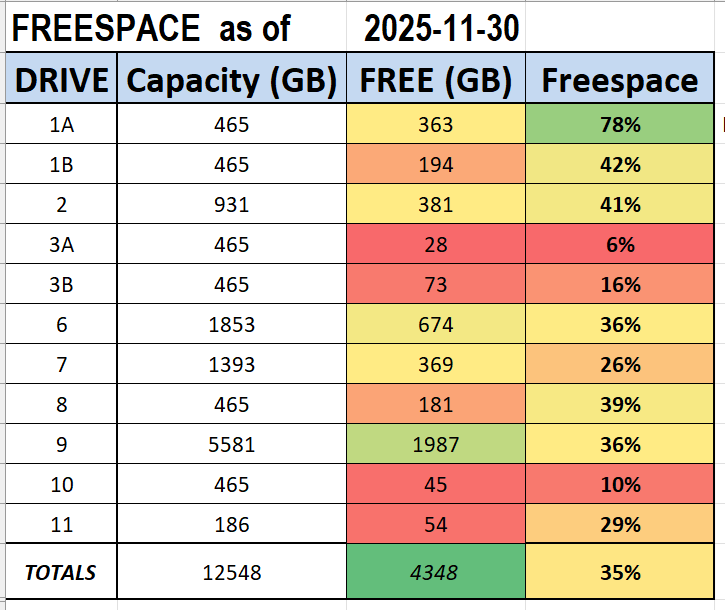 FREESPACE as of 2025-11-30
DRIVE Capacity (GB) FREE (GB) Freespace
1A 465 363 78%
1B 465 194 42%
2 931 381 41%
3A 465 28 6%
3B 465 73 16%
6 1853 674 36%
7 1393 369 26%
8 465 181 39%
9 5581 1987 36%
10 465 45 10%
11 186 54 29%
TOTALS 12548 4348 35%